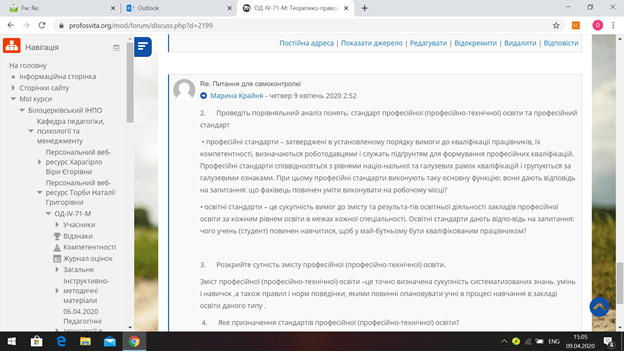 Fw: Re:
Outlook
ОД-IV-71-М: Теоретико-право
profosvita.org/mod/forum/discuss.php?d=2199
Навігація
На головну
Інформаційна сторінка
Сторінки сайту
Мої курси
Білоцерківський ІНПО
Кафедра педагогіки,
психології та
менеджменту
Персональний веб-
ресурс Харагірло
Віри Єгорівни
Персональний веб-
ресурс Торби Наталії
Григорівни
ОД-IV-71-М
Учасники
Відзнаки
Компетентності
Журнал оцінок
Загальне
Інструктивно-
методичні
матеріали
06.04.2020
Педагогічні
технології в
Постійна адреса | Показати джерело | Редагувати | Відокремити | Видалити | Відповісти
Re: Питання для самоконтролю
Марина Крайня - четвер 9 квітень 2020 2:52
2. Проведіть порівняльний аналіз понять: стандарт професійної (професійно-технічної) освіти та професійний
стандарт
• професійні стандарти – затверджені в установленому порядку вимоги до кваліфікації працівників, їх
компетентності, визначаються роботодавцями і служать підґрунтям для формування професійних кваліфікацій.
Професійні стандарти співвідносяться з рівнями націо-нальної та галузевих рамок кваліфікацій і групуються за
галузевими ознаками. При цьому професійні стандарти виконують таку основну функцію: вони дають відповідь
на запитання: що фахівець повинен уміти виконувати на робочому місці?
• освітні стандарти – це сукупність вимог до змісту та результа-тів освітньої діяльності закладів професійної
освіти за кожним рівнем освіти в межах кожної спеціальності. Освітні стандарти дають відпо-відь на запитання:
чого учень (студент) повинен навчитися, щоб у май-бутньому бути кваліфікованим працівником?
3. Розкрийте сутність змісту професійної (професійно-технічної) освіти.
Зміст професійної (професійно-технічної) освіти –це точно визначена сукупність систематизованих знань, умінь
і навичок ,а також правил і норм поведінки, якими повинні опановувати учні в процесі навчання в закладі
освіти даного типу .
4. Яке призначення стандартів професійної (професійно-технічної) освіти?
ENG
15:05
09.04.2020